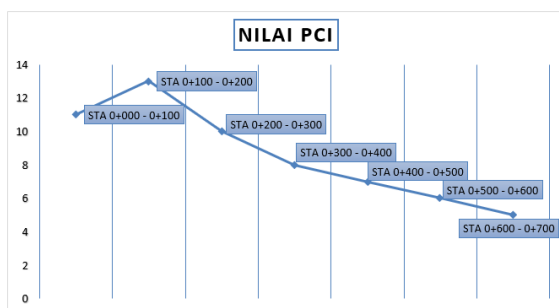 NILAI PCI
14
12
10
8
6
4
2
0
STA 0+000 - 0+100
STA 0+100 - 0+200
STA 0+200 - 0+300
STA 0+300 - 0+400
STA 0+400 - 0+500
STA 0+500 - 0+600
STA 0+600 - 0+700